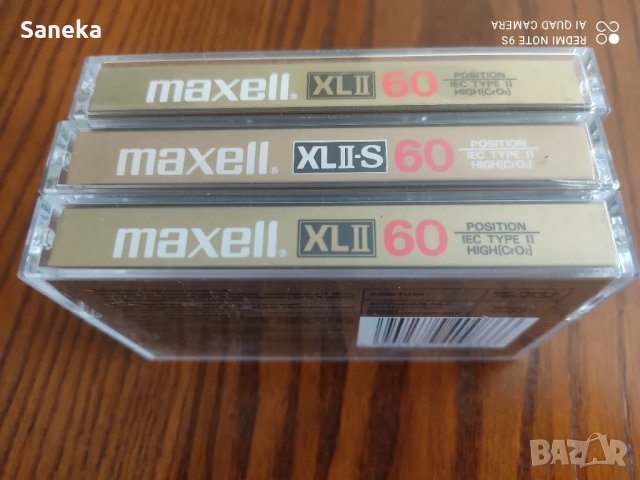 Saneka
REDMI NOTE 9S
AI QUAD CAMERA
maxell® XLII 60 POSITION
IEC TYPE II
HIGH[CrO₂]
maxell® XLII-S 60 POSITION
IEC TYPE II
HIGH[CrO₂]
maxell® XLII 60 POSITION
IEC TYPE II
HIGH[CrO₂]
POSITION
BAZAR